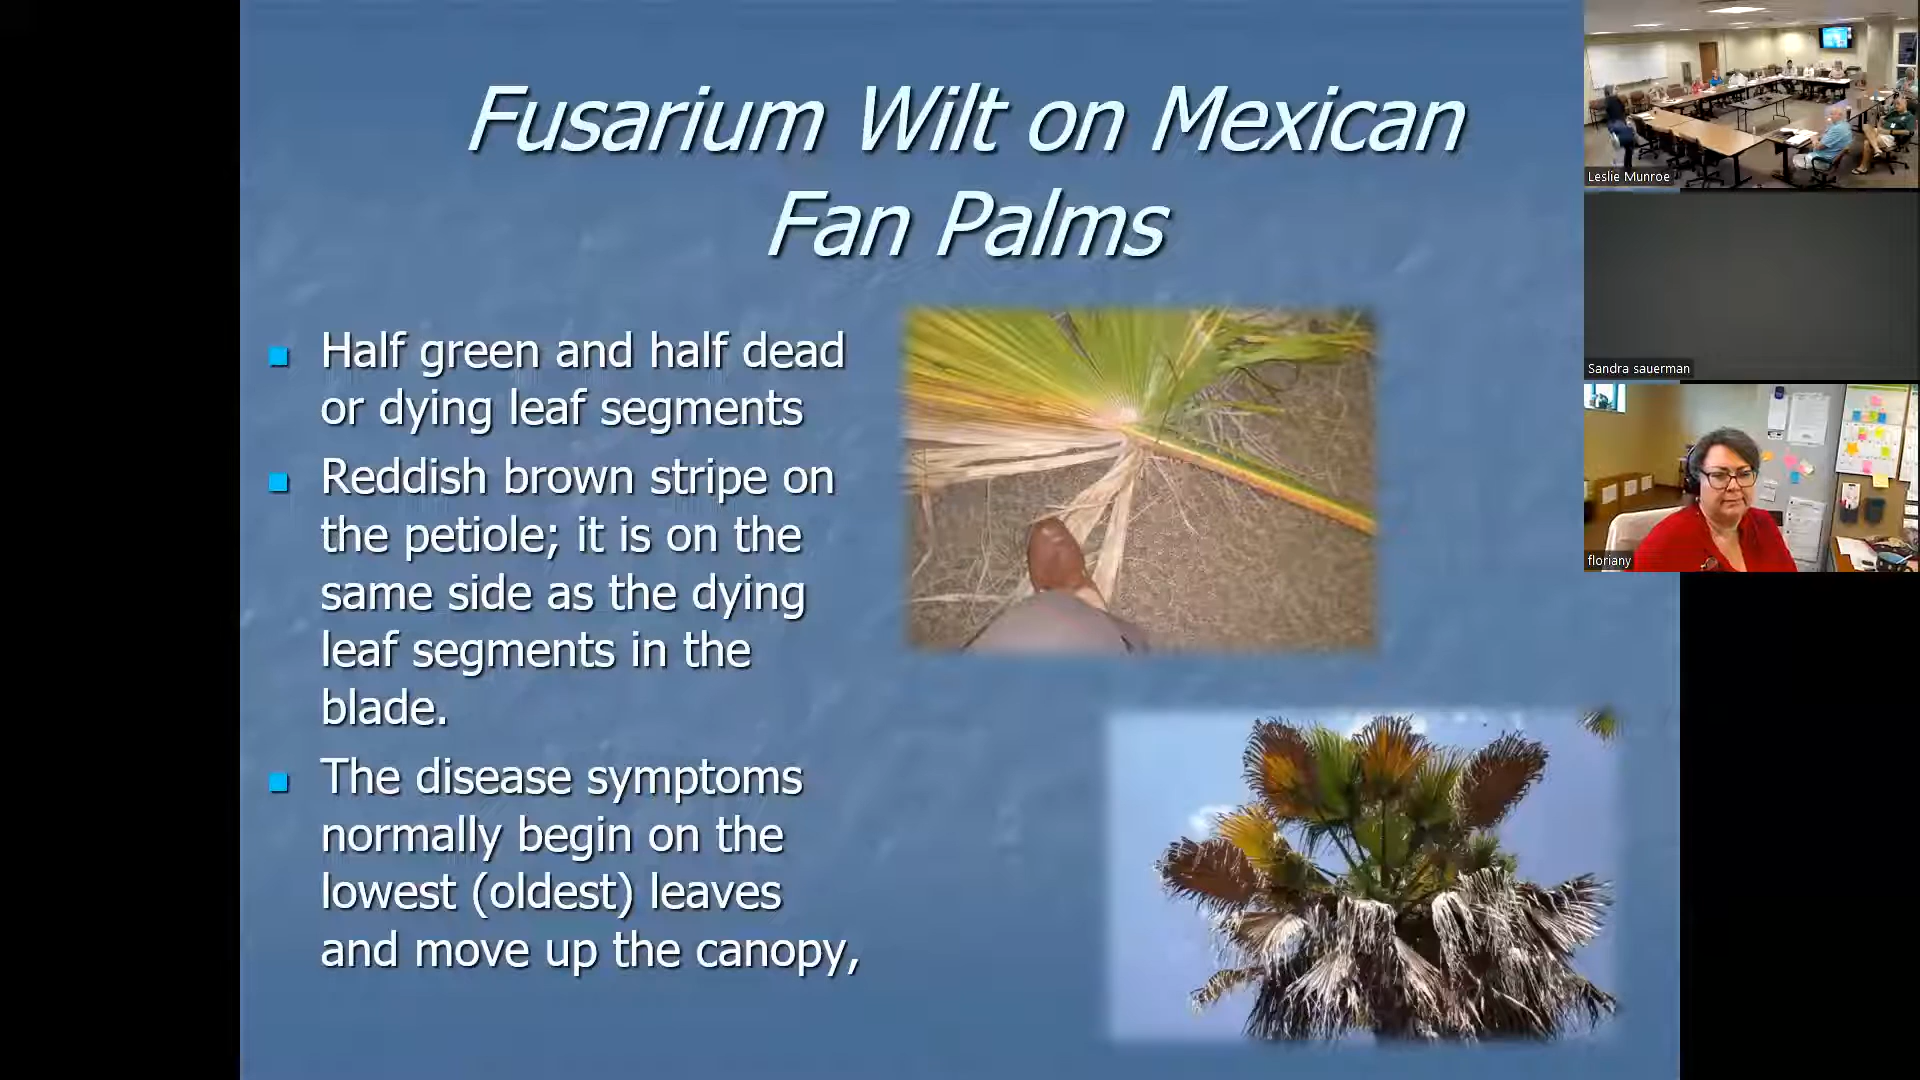 Fusarium Wilt on Mexican
Fan Palms
Half green and half dead
or dying leaf segments
Reddish brown stripe on
the petiole; it is on the
same side as the dying
leaf segments in the
blade.
The disease symptoms
normally begin on the
lowest (oldest) leaves
and move up the canopy,
Leslie Munroe
Sandra sauerman
floriany